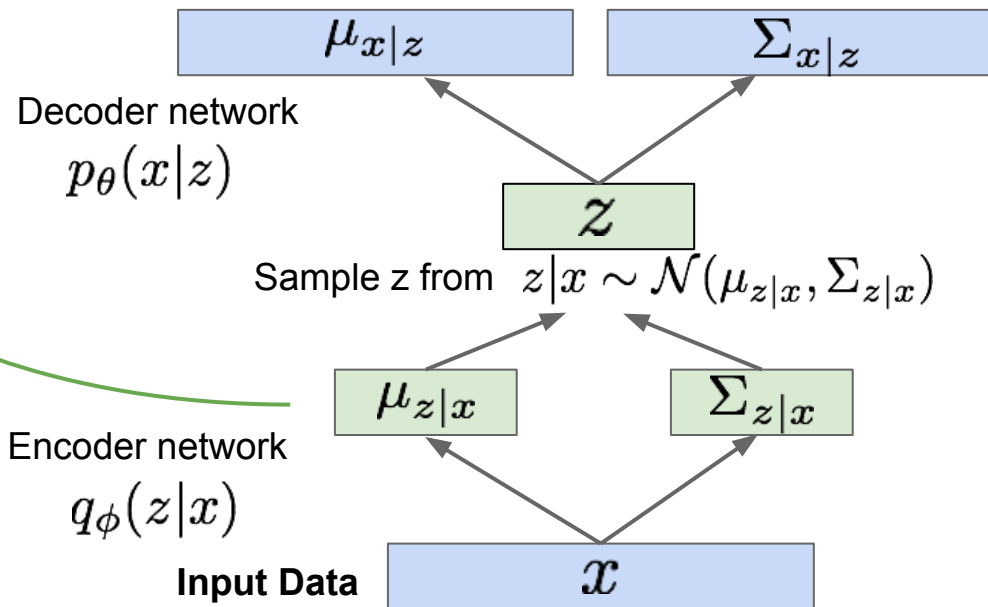 μ_{x|z} Σ_{x|z}
Decoder network
p_θ(x|z)
z
Sample z from z|x ∼ 𝒩(μ_{z|x}, Σ_{z|x})
μ_{z|x} Σ_{z|x}
Encoder network
q_ϕ(z|x)
Input Data x